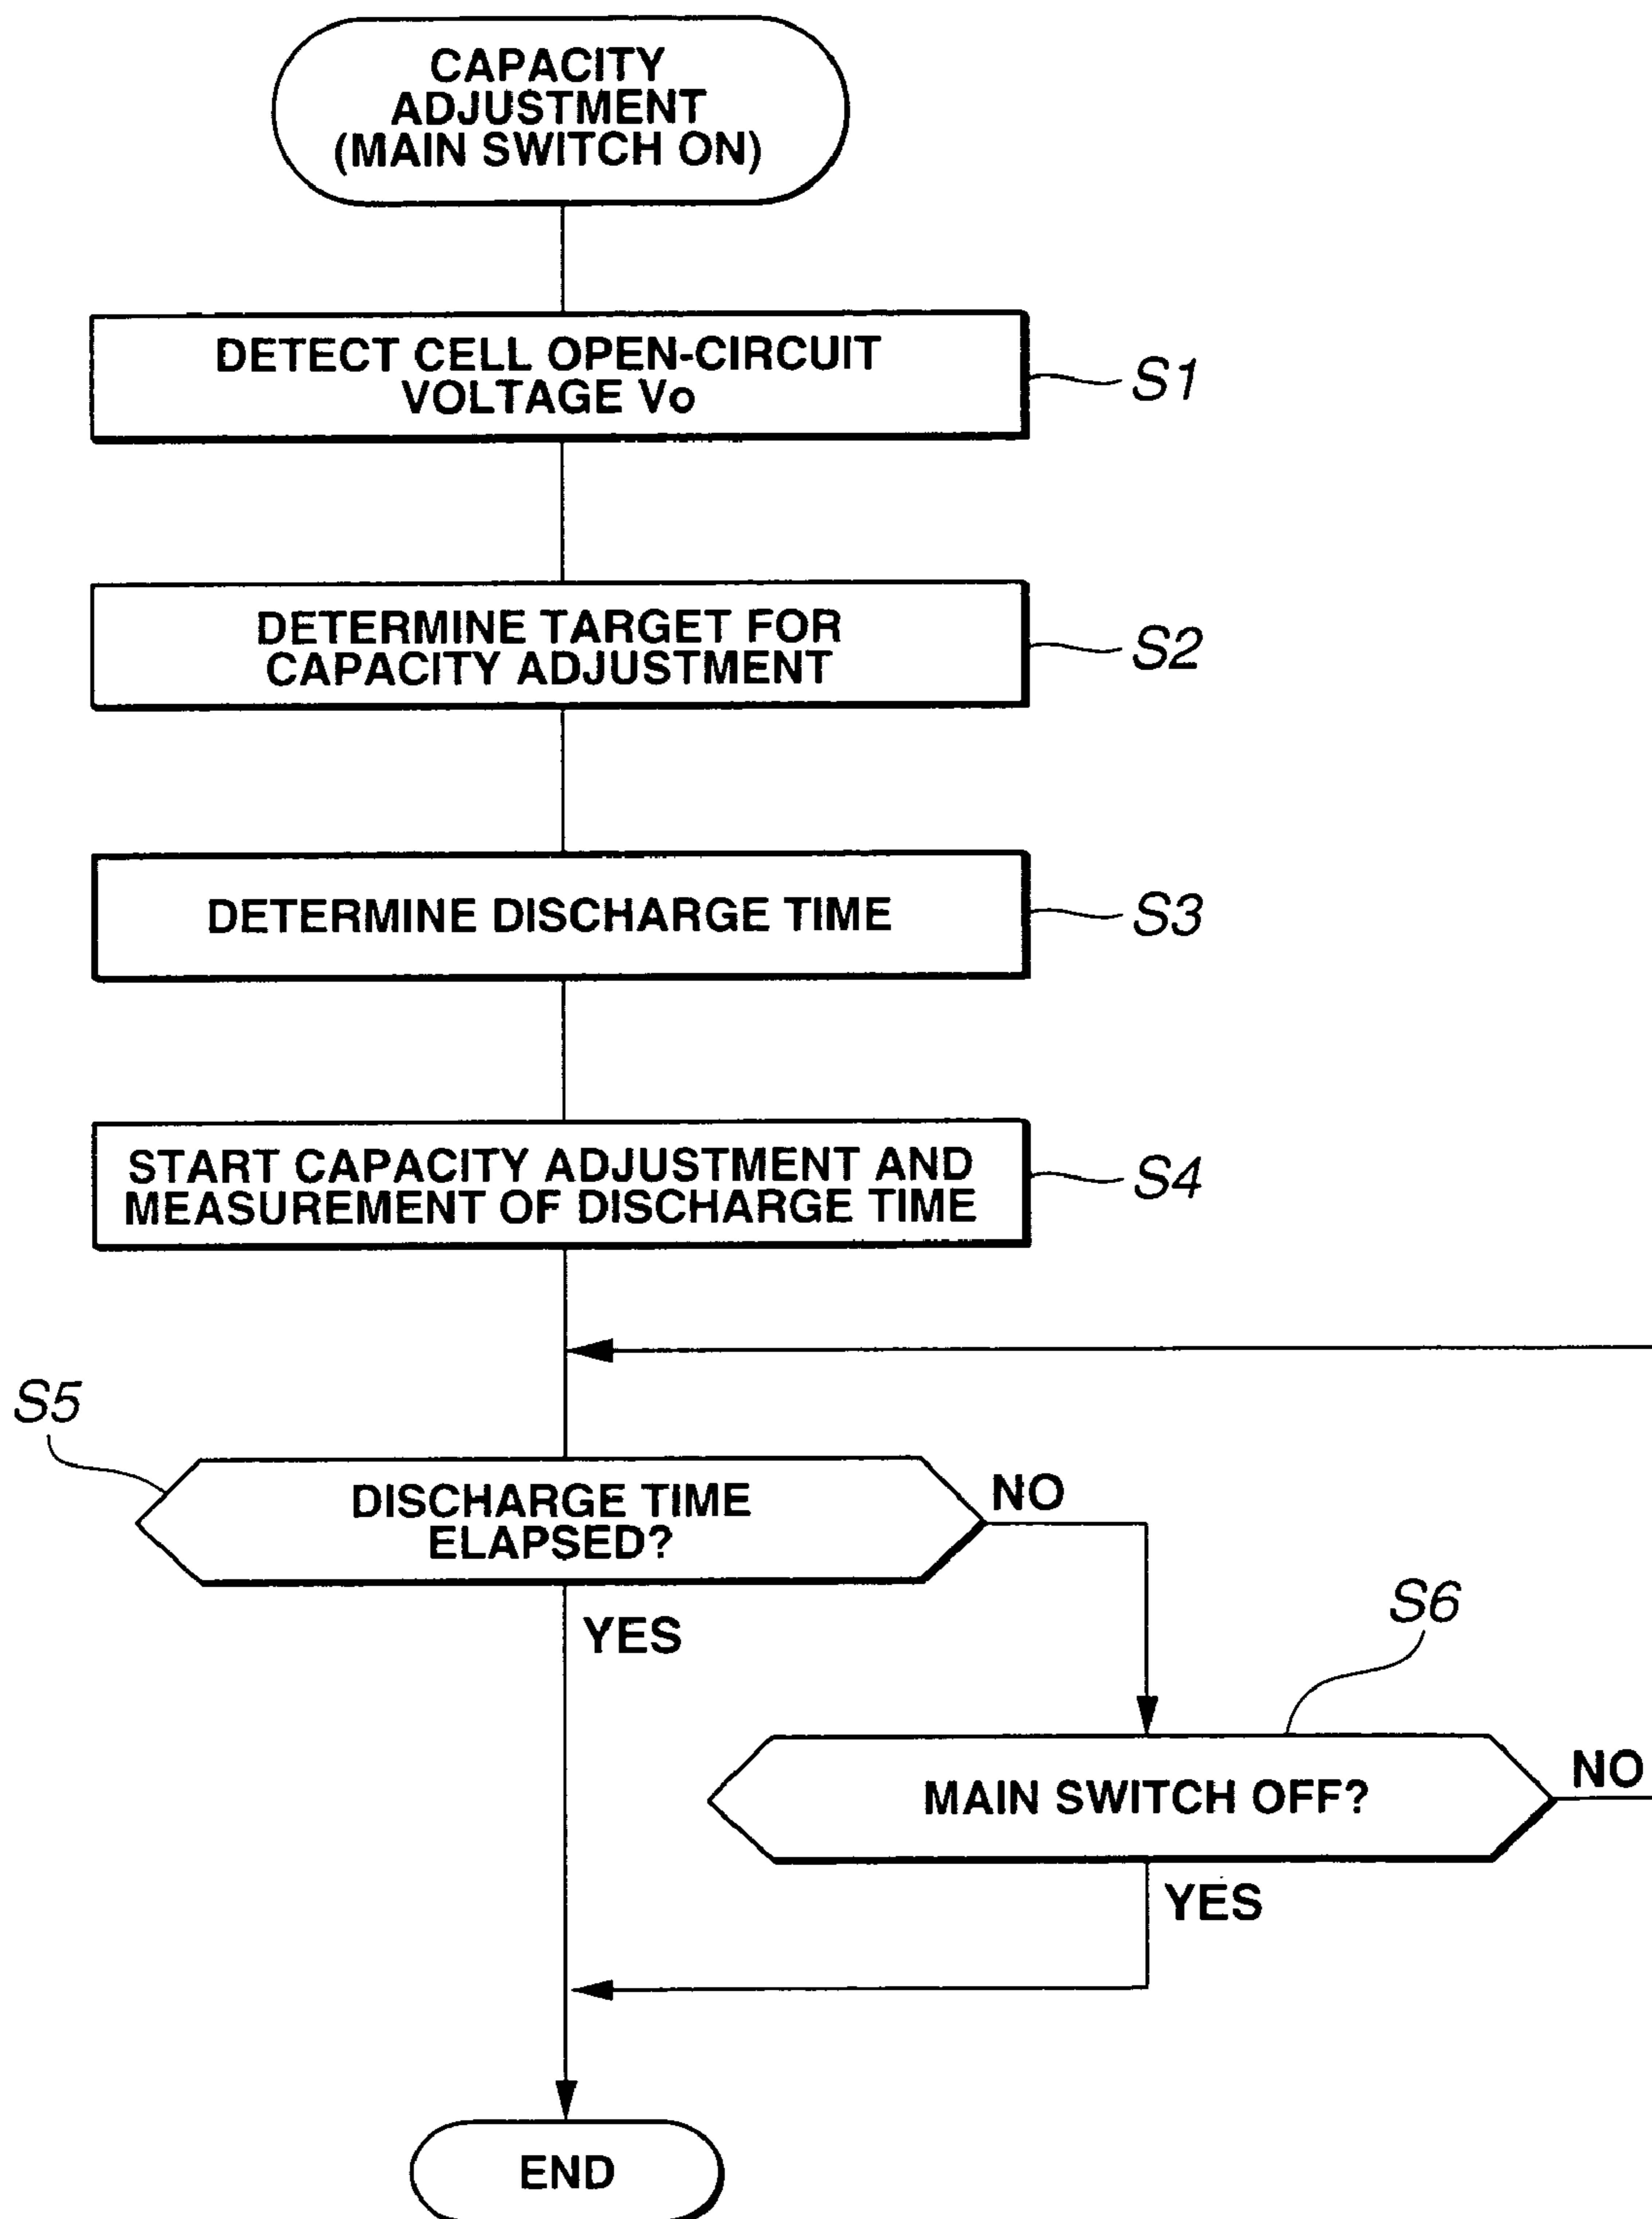 CAPACITY
ADJUSTMENT
(MAIN SWITCH ON)
DETECT CELL OPEN-CIRCUIT
VOLTAGE Vo
S1
DETERMINE TARGET FOR
CAPACITY ADJUSTMENT
S2
DETERMINE DISCHARGE TIME
S3
START CAPACITY ADJUSTMENT AND
MEASUREMENT OF DISCHARGE TIME
S4
S5
DISCHARGE TIME
ELAPSED?
NO
YES
S6
MAIN SWITCH OFF?
NO
YES
END